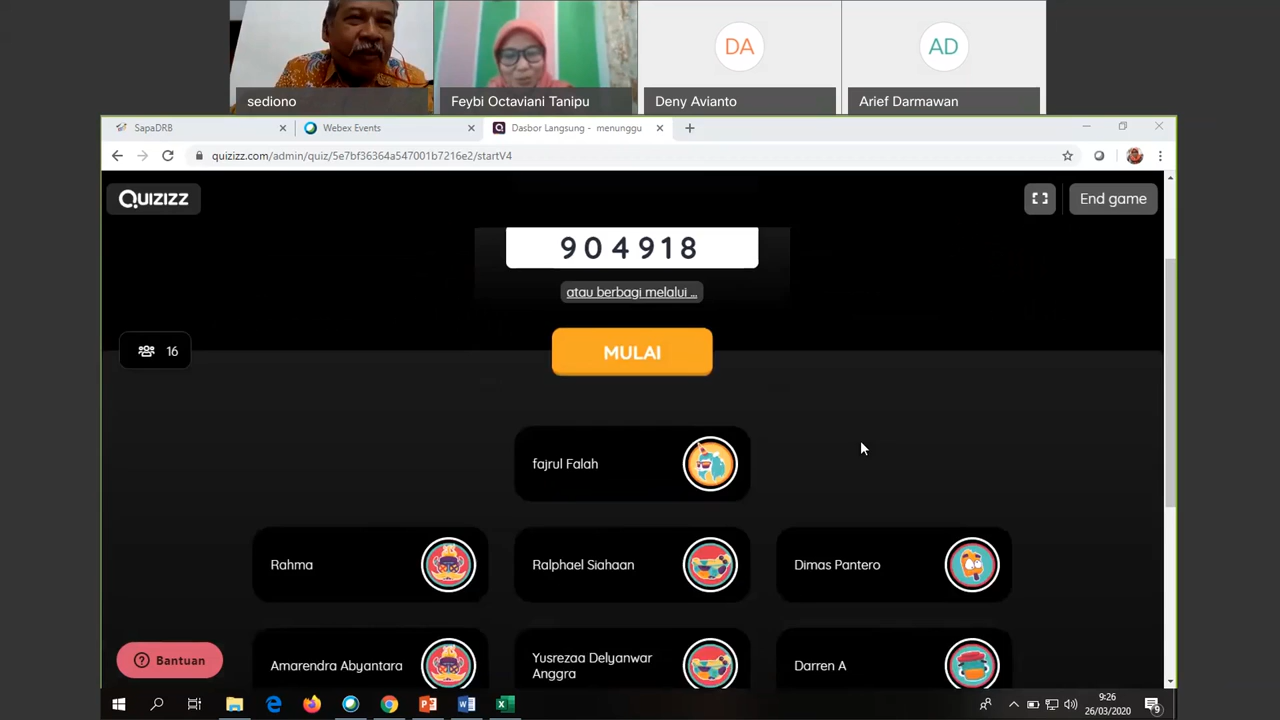 DA
AD
sediono
Feybi Octaviani Tanipu
Deny Avianto
Arief Darmawan
SapaDRB
Webex Events
Dasbor Langsung - menunggu
quizizz.com/admin/quiz/5e7bf36364a547001b7216e2/startV4
QUIZIZZ
End game
904918
atau berbagi melalui ...
16
MULAI
fajrul Falah
Rahma
Ralphael Siahaan
Dimas Pantero
Amarendra Abyantara
Yusrezaa Delyanwar
Anggra
Darren A
Bantuan
9:26
26/03/2020
9